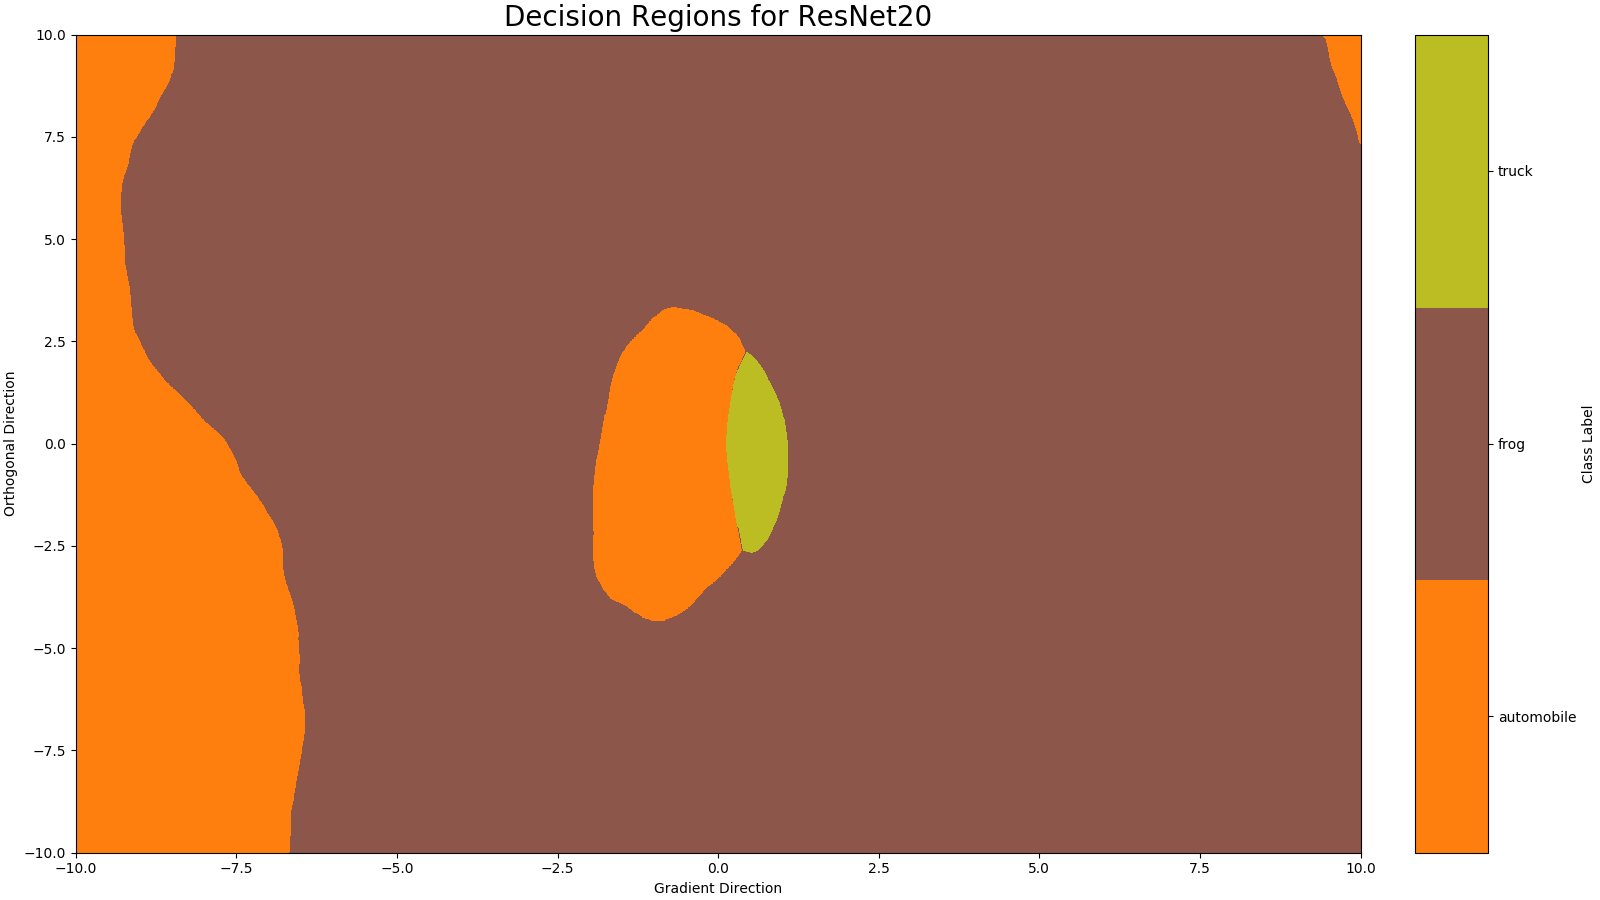 Decision Regions for ResNet20
10.0
7.5
5.0
2.5
0.0
−2.5
−5.0
−7.5
−10.0
Orthogonal Direction
−10.0
−7.5
−5.0
−2.5
0.0
2.5
5.0
7.5
10.0
Gradient Direction
truck
frog
automobile
Class Label